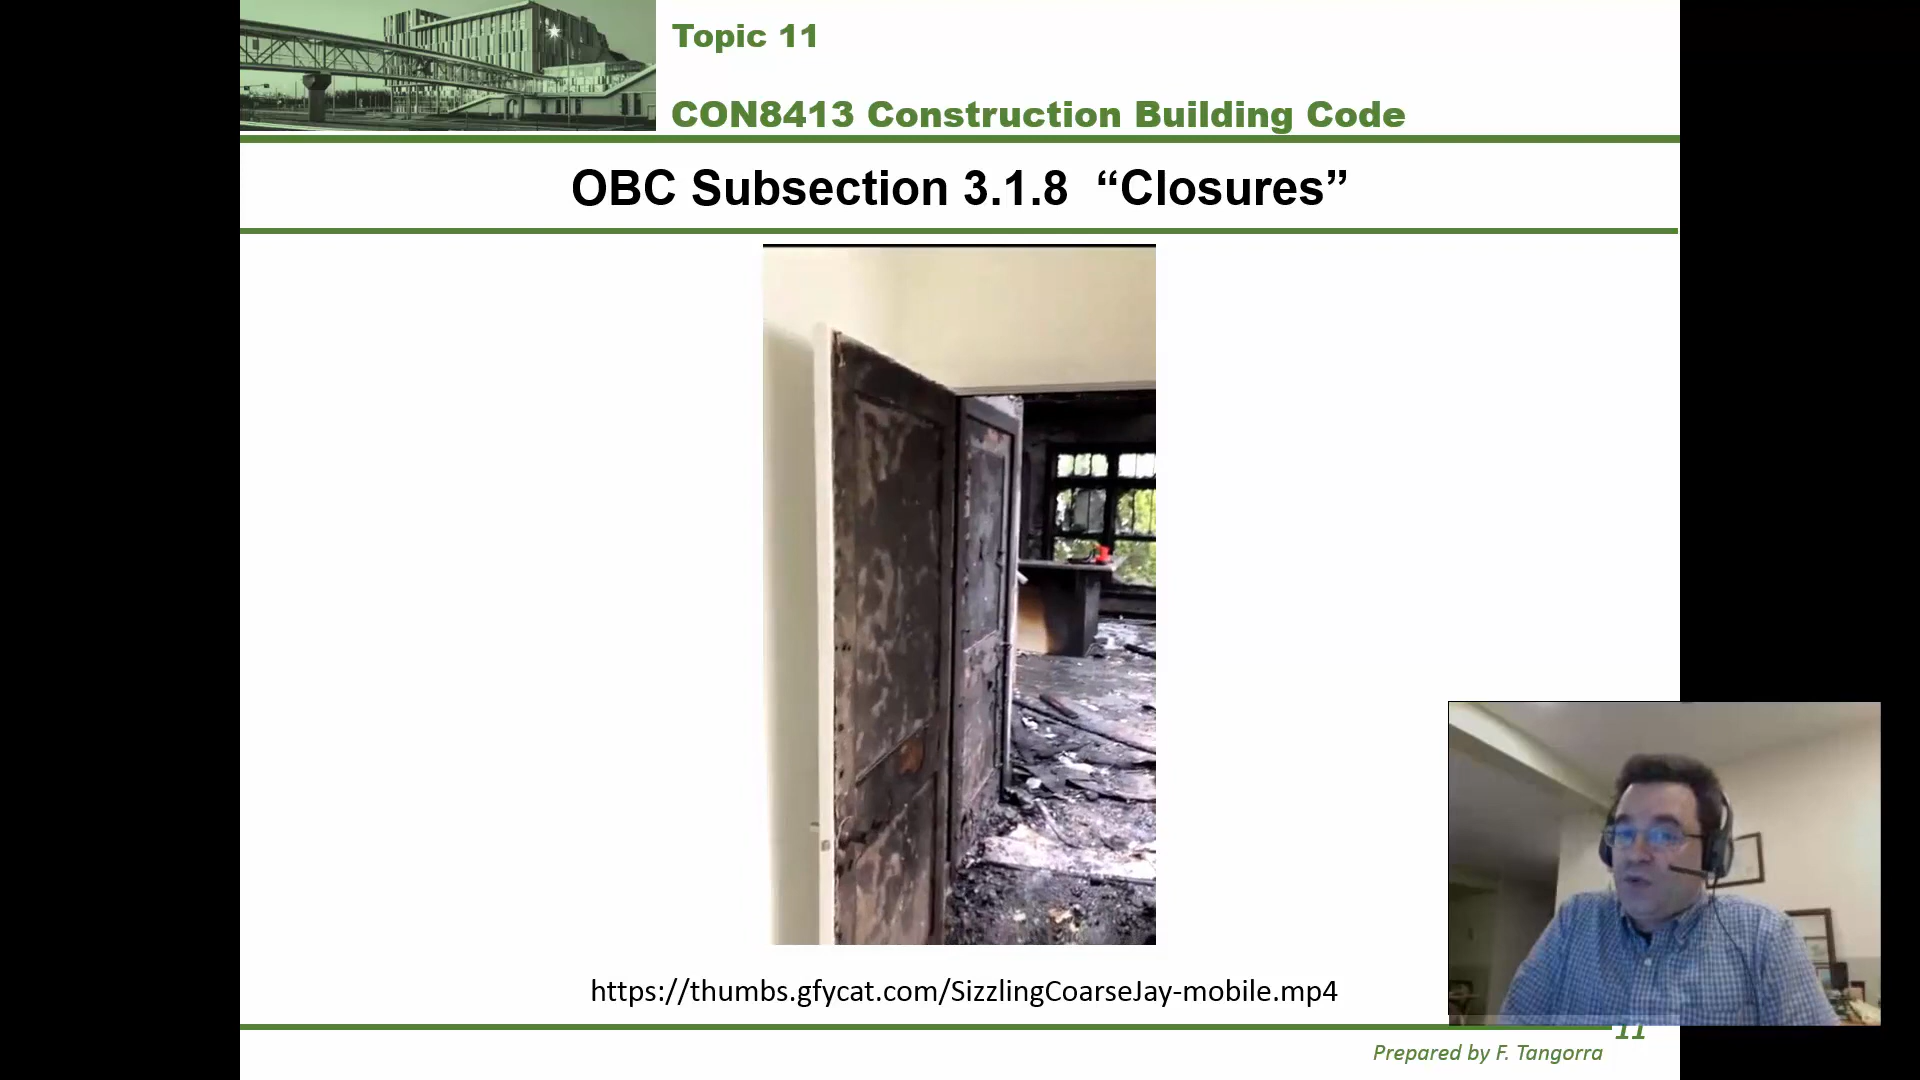 Topic 11
CON8413 Construction Building Code
OBC Subsection 3.1.8 “Closures”
https://thumbs.gfycat.com/SizzlingCoarseJay-mobile.mp4
11
Prepared by F. Tangorra